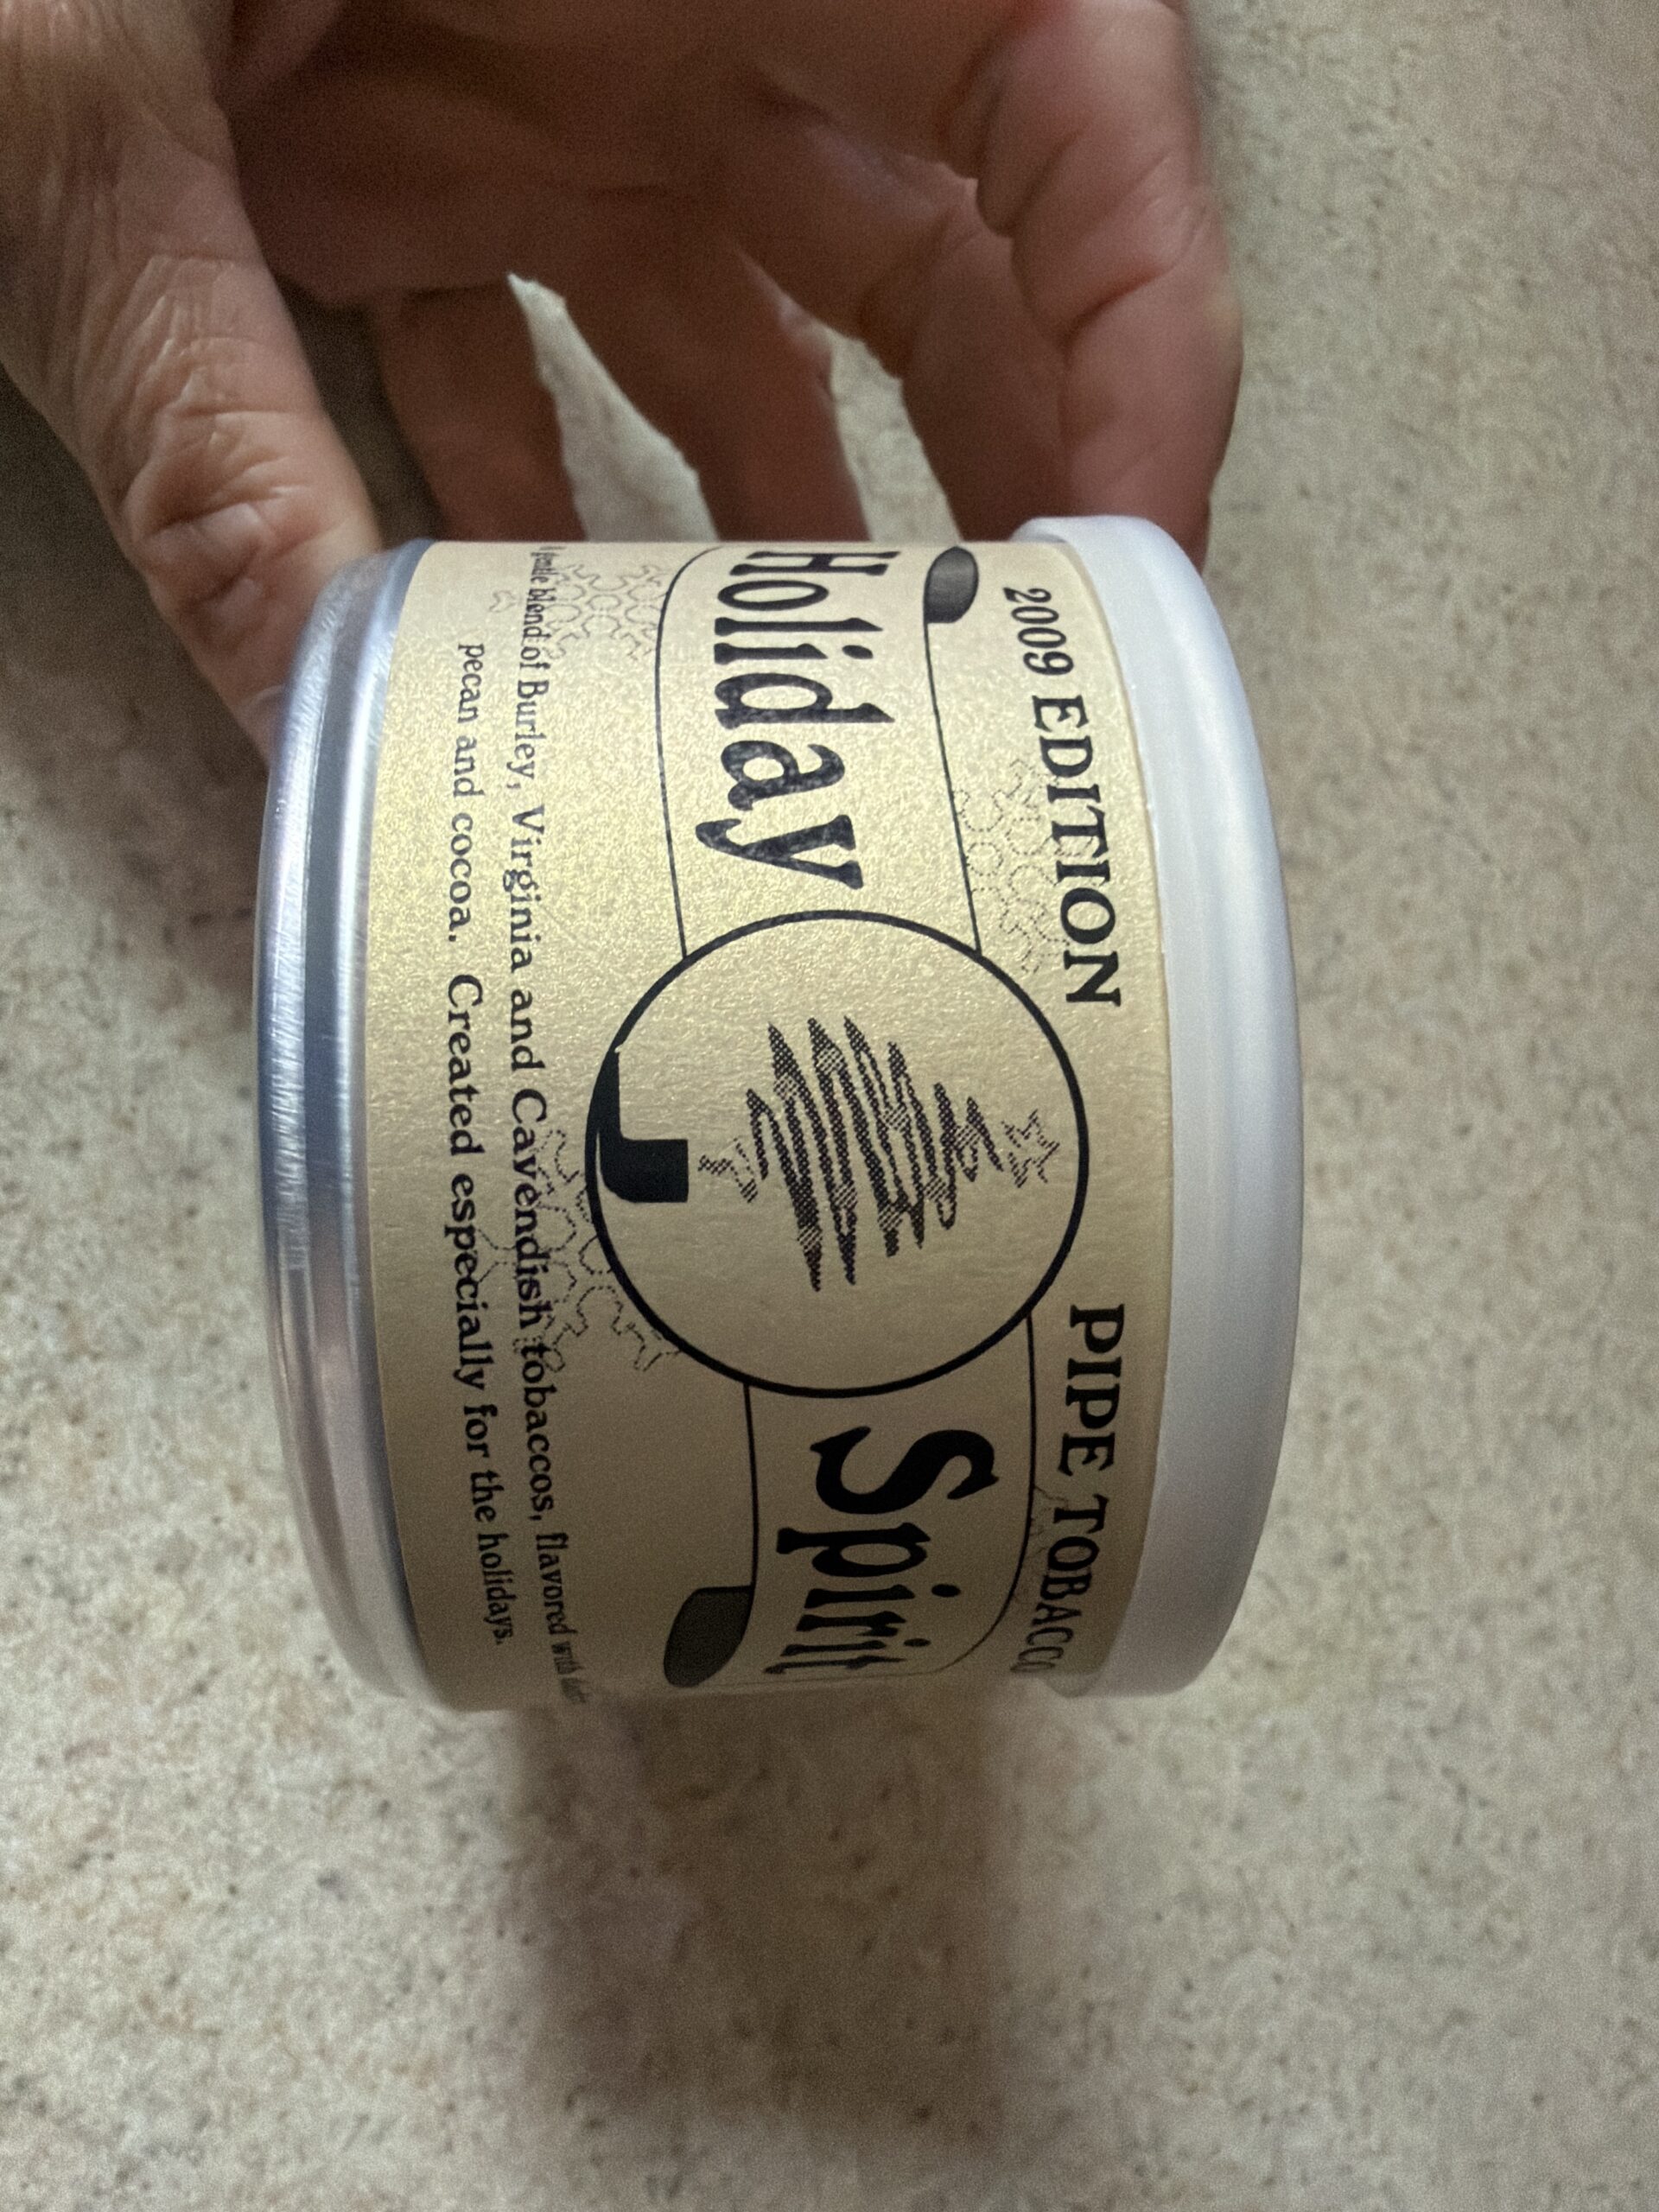 2009 EDITION PIPE TOBACCO
Holiday Spirit
gentle blend of Burley, Virginia and Cavendish tobaccos, flavored with
pecan and cocoa. Created especially for the holidays.